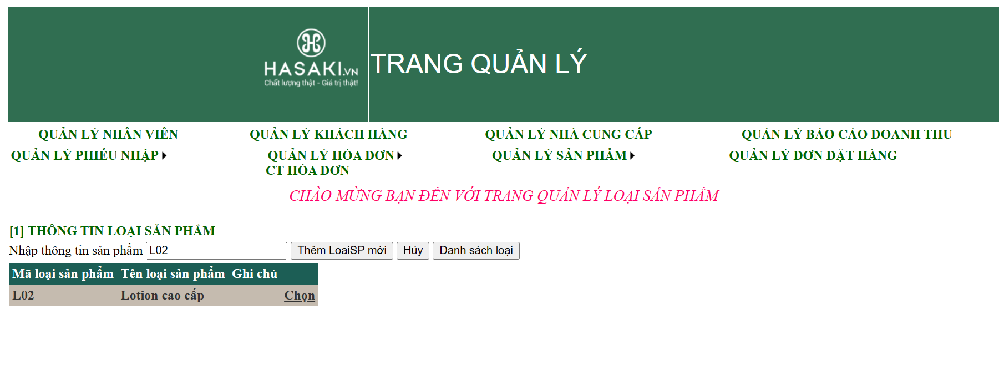 HASAKI.VN
Chất lượng thật - Giá trị thật!
TRANG QUẢN LÝ
QUẢN LÝ NHÂN VIÊN QUẢN LÝ KHÁCH HÀNG QUẢN LÝ NHÀ CUNG CẤP QUÁN LÝ BÁO CÁO DOANH THU
QUẢN LÝ PHIẾU NHẬP QUẢN LÝ HÓA ĐƠN QUẢN LÝ SẢN PHẨM QUẢN LÝ ĐƠN ĐẶT HÀNG
CT HÓA ĐƠN
CHÀO MỪNG BẠN ĐẾN VỚI TRANG QUẢN LÝ LOẠI SẢN PHẨM
[1] THÔNG TIN LOẠI SẢN PHẨM
Nhập thông tin sản phẩm L02 Thêm LoaiSP mới Hủy Danh sách loại
Mã loại sản phẩm Tên loại sản phẩm Ghi chú
L02 Lotion cao cấp Chọn